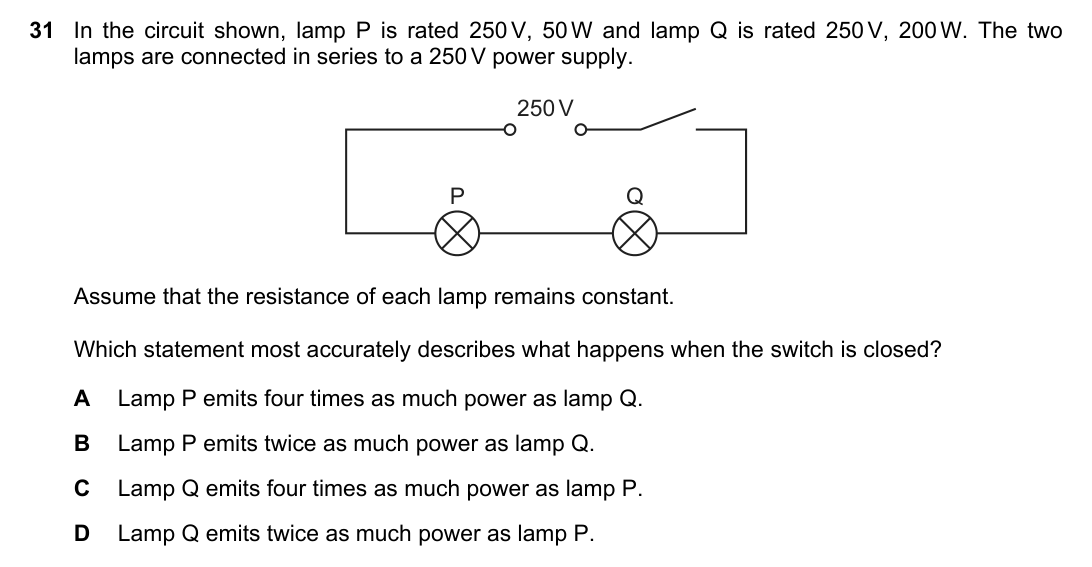 31 In the circuit shown, lamp P is rated 250 V, 50 W and lamp Q is rated 250 V, 200 W. The two
lamps are connected in series to a 250 V power supply.
250 V
P
Q
Assume that the resistance of each lamp remains constant.
Which statement most accurately describes what happens when the switch is closed?
A Lamp P emits four times as much power as lamp Q.
B Lamp P emits twice as much power as lamp Q.
C Lamp Q emits four times as much power as lamp P.
D Lamp Q emits twice as much power as lamp P.